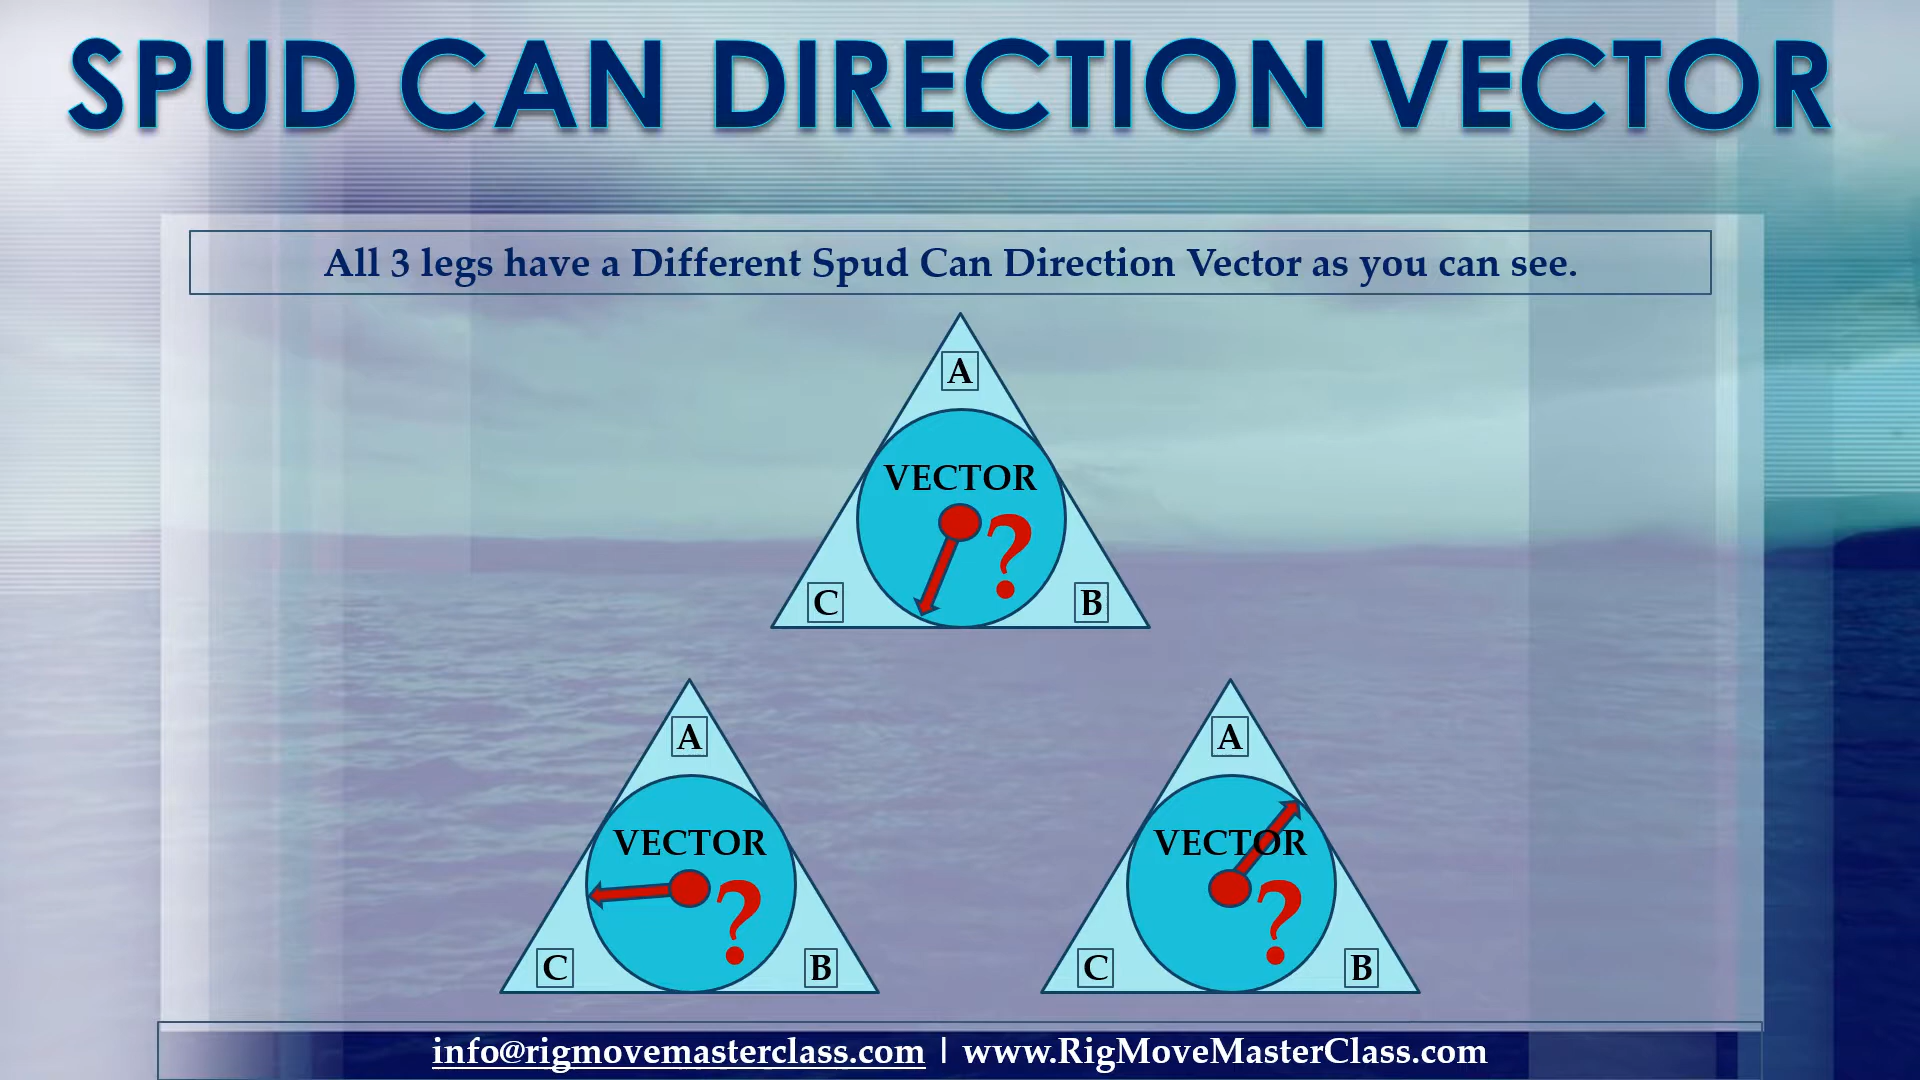 SPUD CAN DIRECTION VECTOR
All 3 legs have a Different Spud Can Direction Vector as you can see.
A
VECTOR
?
C
B
A
VECTOR
?
C
B
A
VECTOR
?
C
B
info@rigmovemasterclass.com | www.RigMoveMasterClass.com